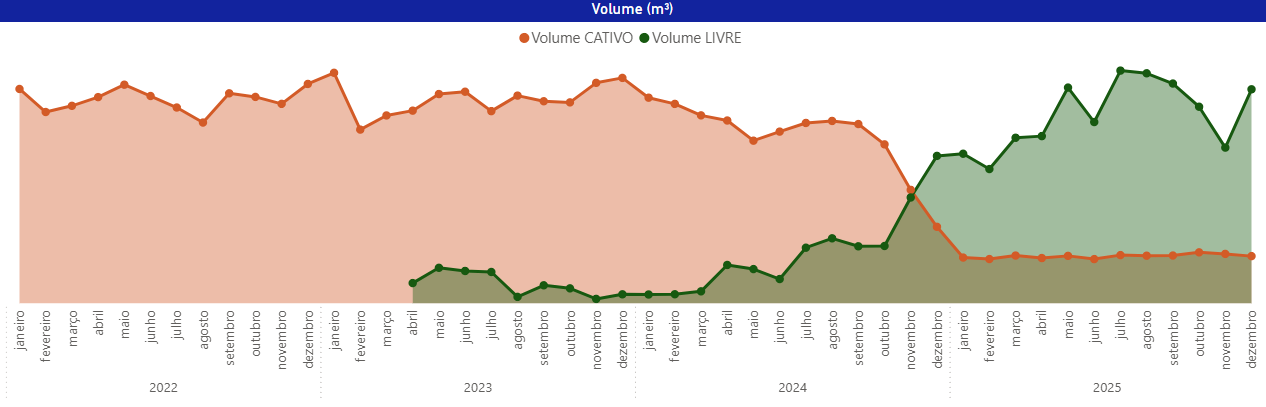 Volume (m³)
Volume CATIVO Volume LIVRE
janeiro fevereiro março abril maio junho julho agosto setembro outubro novembro dezembro janeiro fevereiro março abril maio junho julho agosto setembro outubro novembro dezembro janeiro fevereiro março abril maio junho julho agosto setembro outubro novembro dezembro janeiro fevereiro março abril maio junho julho agosto setembro outubro novembro dezembro
2022 2023 2024 2025